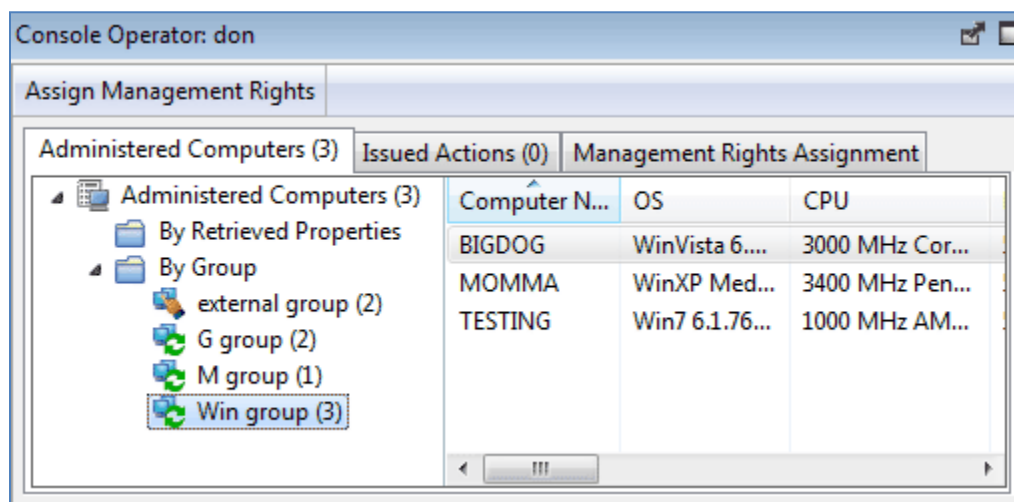 Console Operator: don
Assign Management Rights
Administered Computers (3) Issued Actions (0) Management Rights Assignment
Administered Computers (3)
By Retrieved Properties
By Group
external group (2)
G group (2)
M group (1)
Win group (3)
Computer N... OS CPU
BIGDOG WinVista 6.... 3000 MHz Cor...
MOMMA WinXP Med... 3400 MHz Pen...
TESTING Win7 6.1.76... 1000 MHz AM...